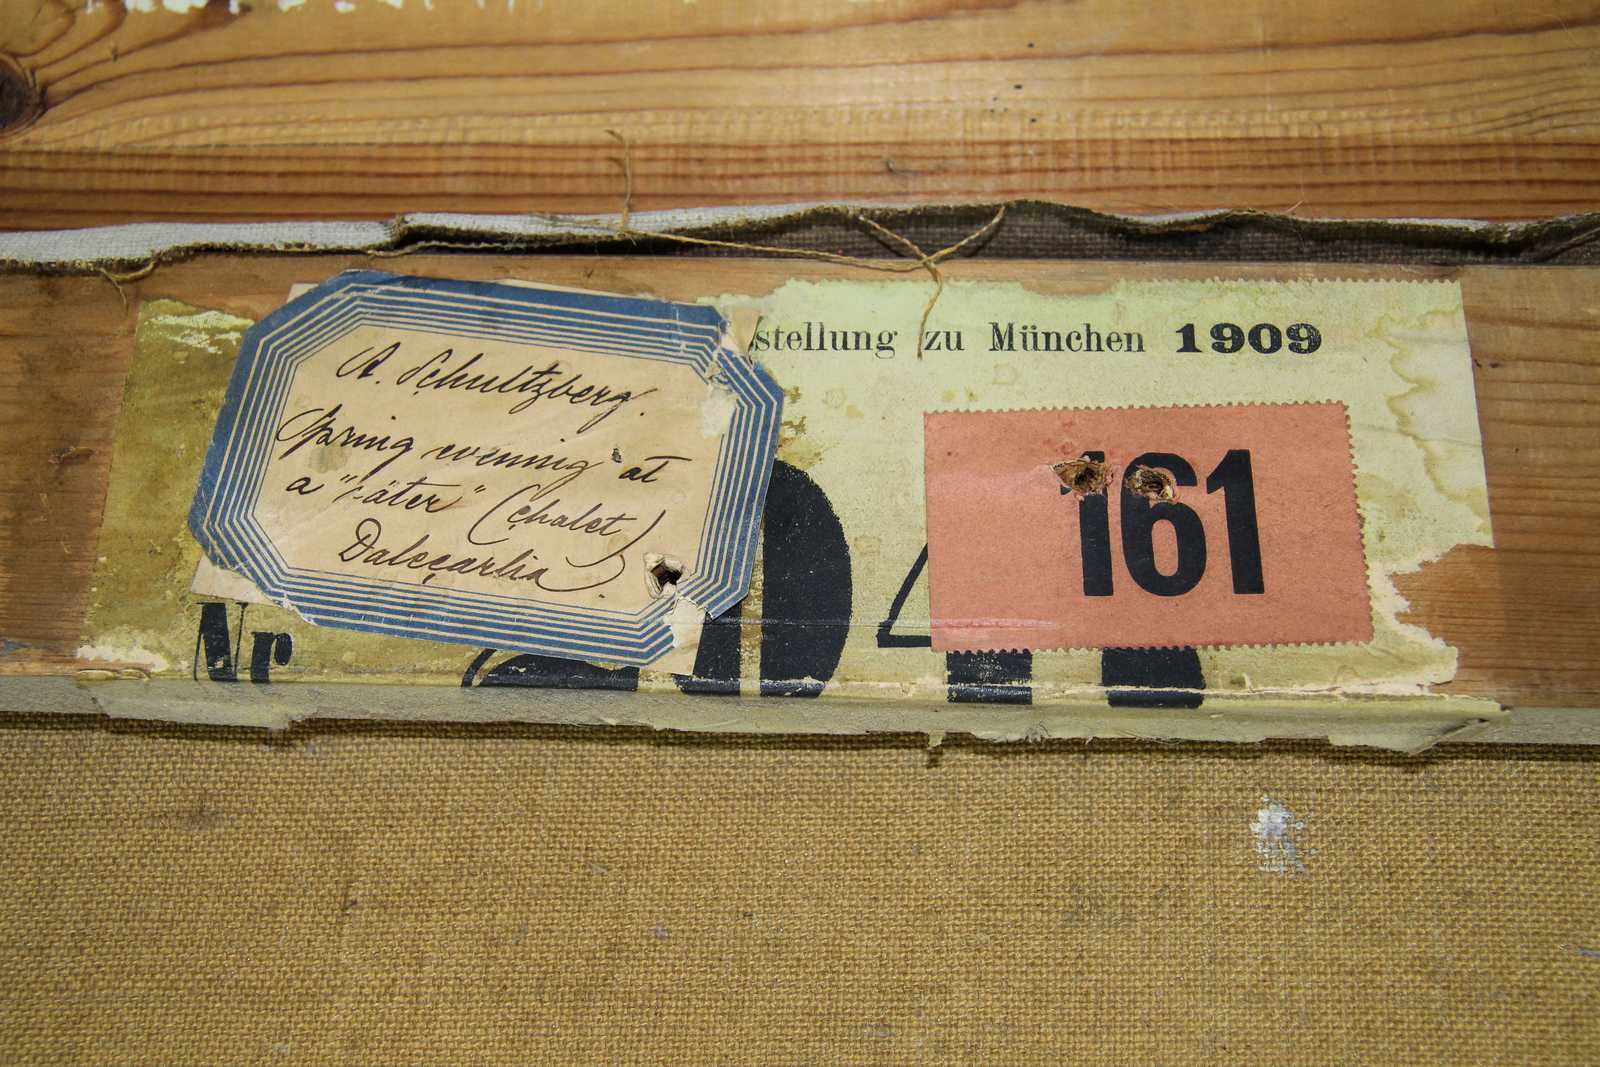 A. Schultzberg.
Spring evening at
a "säter" (chalet)
Dalecarlia.
stellung zu München 1909
161
Nr